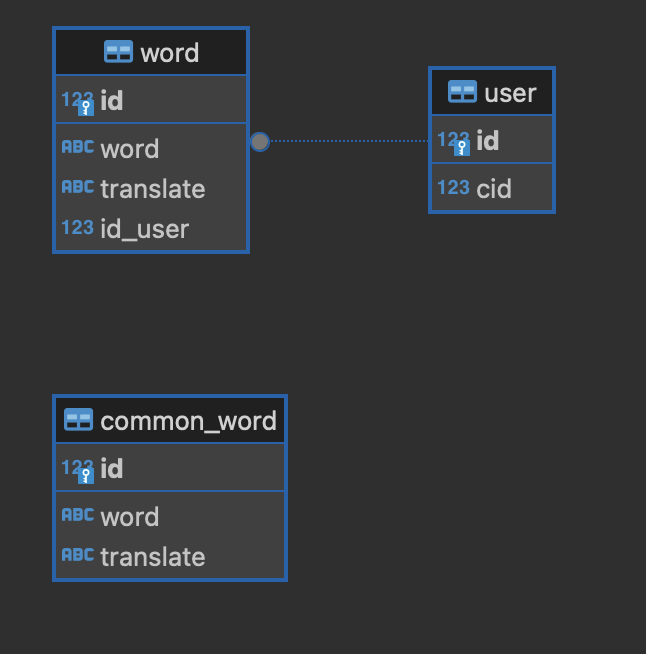 word
123 id
ABC word
ABC translate
123 id_user
user
123 id
123 cid
common_word
123 id
ABC word
ABC translate